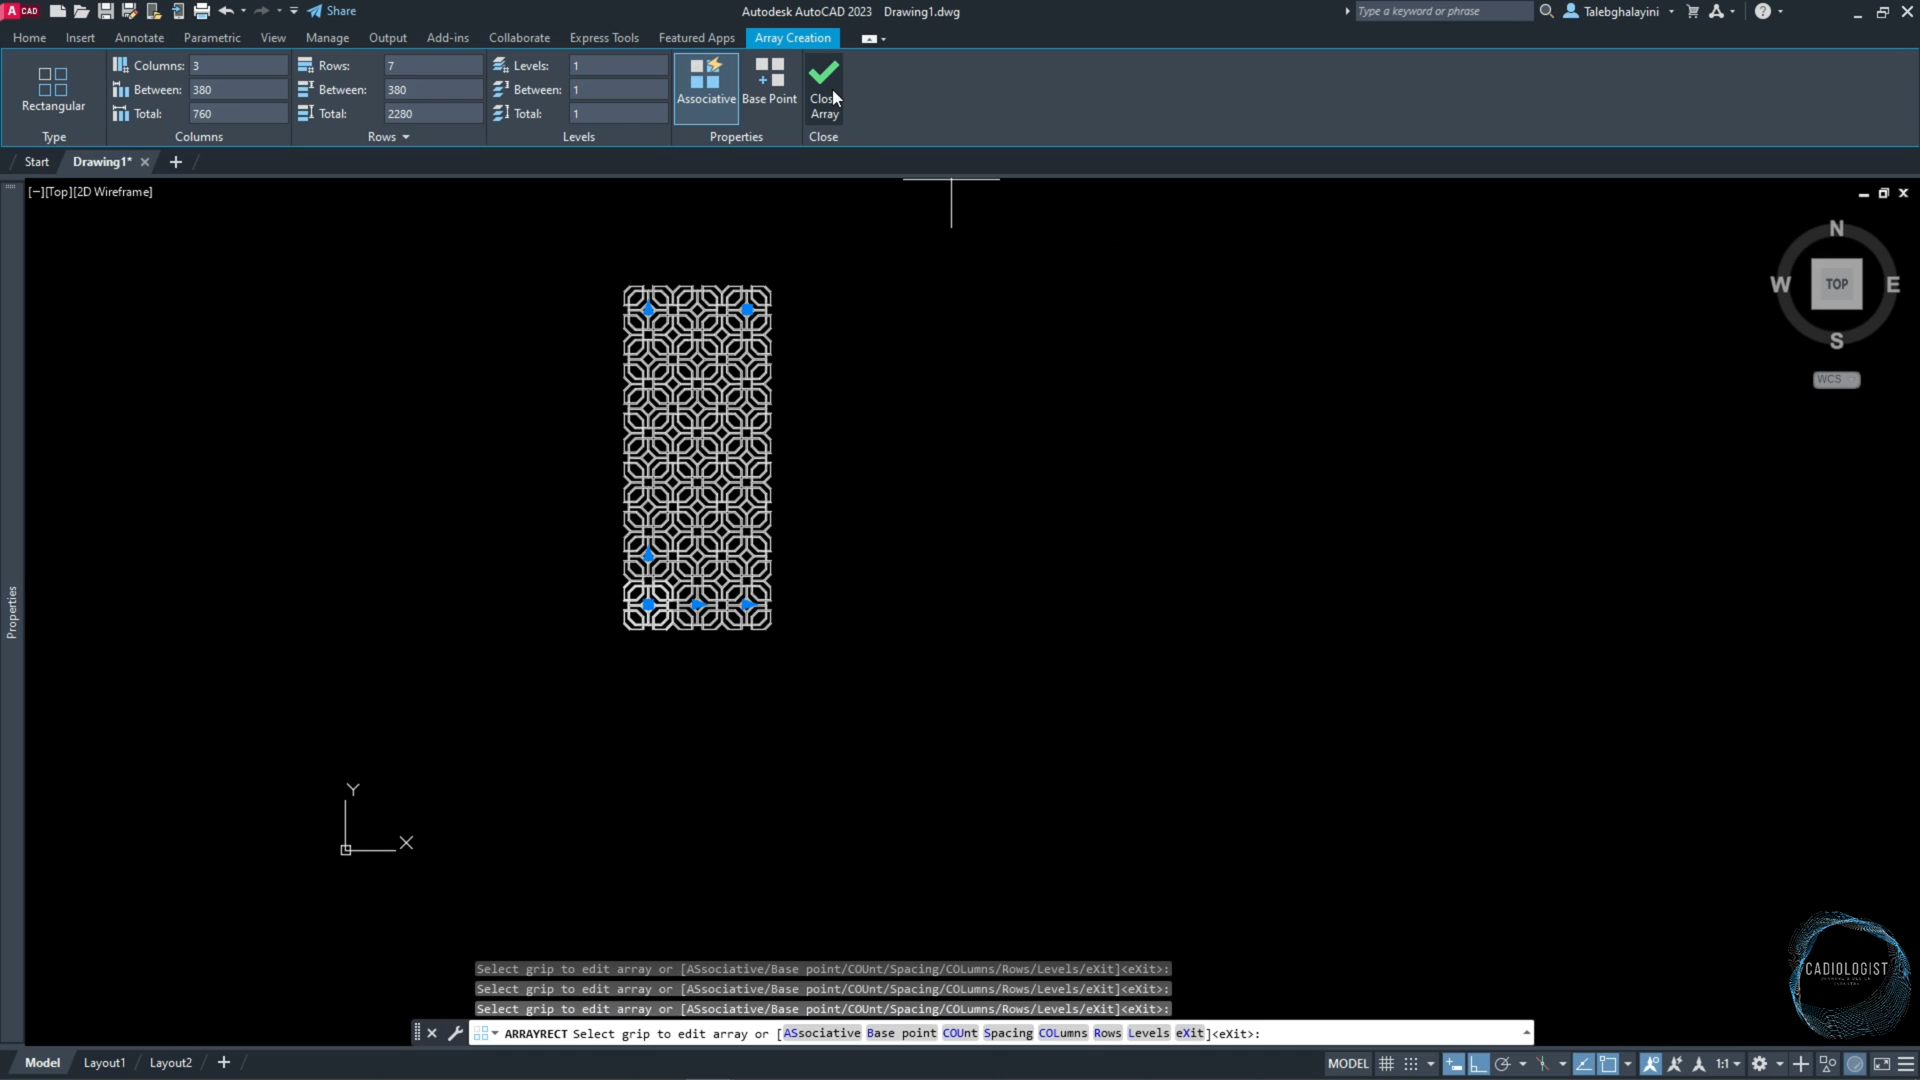 A CAD
Share
Autodesk AutoCAD 2023 Drawing1.dwg
Type a keyword or phrase
Talebghalayini
Home Insert Annotate Parametric View Manage Output Add-ins Collaborate Express Tools Featured Apps Array Creation
Columns: 3 Rows: 7 Levels: 1
Between: 380 Between: 380 Between: 1
Total: 760 Total: 2280 Total: 1
Rectangular
Associative Base Point Close Array
Type Columns Rows Levels Properties Close
Start Drawing1*
[−][Top][2D Wireframe]
N
W TOP E
S
WCS
Properties
Y
X
Select grip to edit array or [ASsociative/Base point/COUnt/Spacing/COLumns/Rows/Levels/eXit]<eXit>:
Select grip to edit array or [ASsociative/Base point/COUnt/Spacing/COLumns/Rows/Levels/eXit]<eXit>:
Select grip to edit array or [ASsociative/Base point/COUnt/Spacing/COLumns/Rows/Levels/eXit]<eXit>:
ARRAYRECT Select grip to edit array or [ASsociative Base point COUnt Spacing COLumns Rows Levels eXit]<eXit>:
CADIOLOGIST
Model Layout1 Layout2
MODEL 1:1